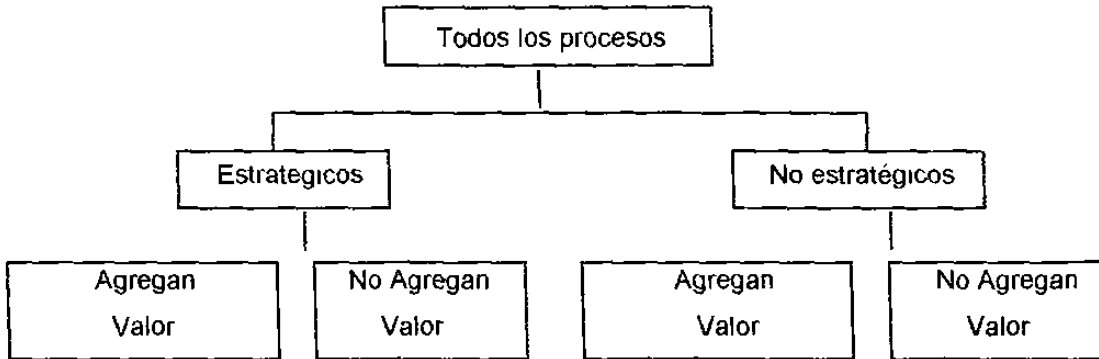 Todos los procesos
Estrategicos
No estratégicos
Agregan
Valor
No Agregan
Valor
Agregan
Valor
No Agregan
Valor